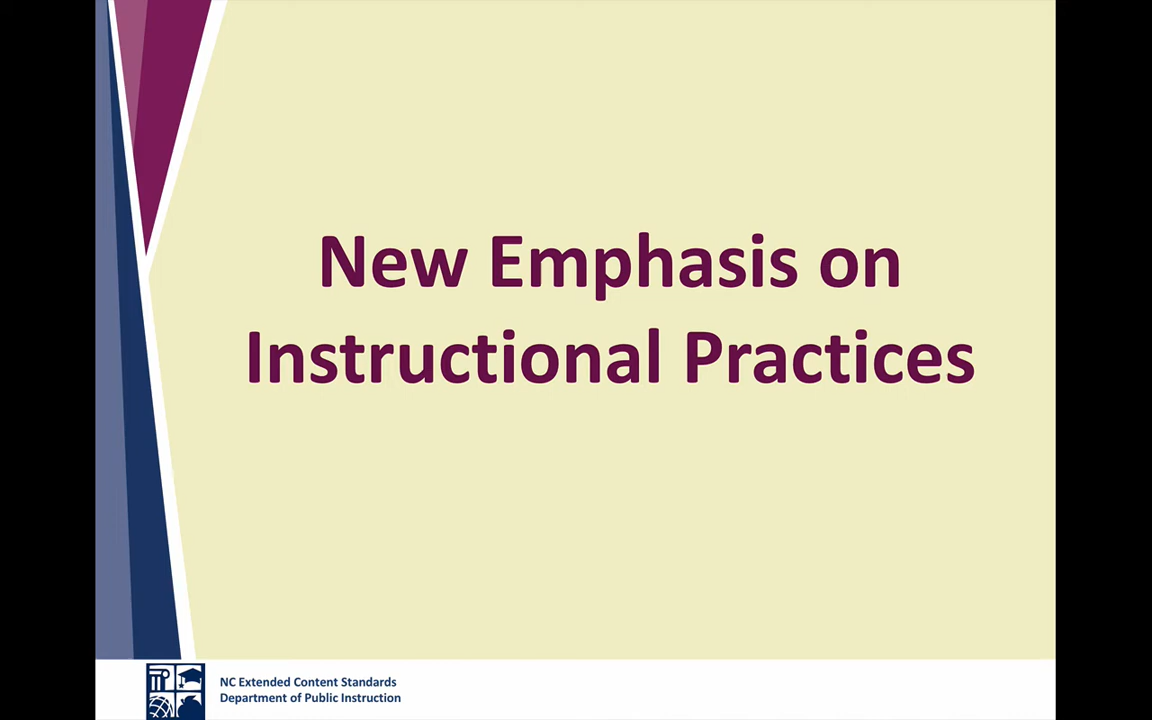 New Emphasis on
Instructional Practices
NC Extended Content Standards
Department of Public Instruction